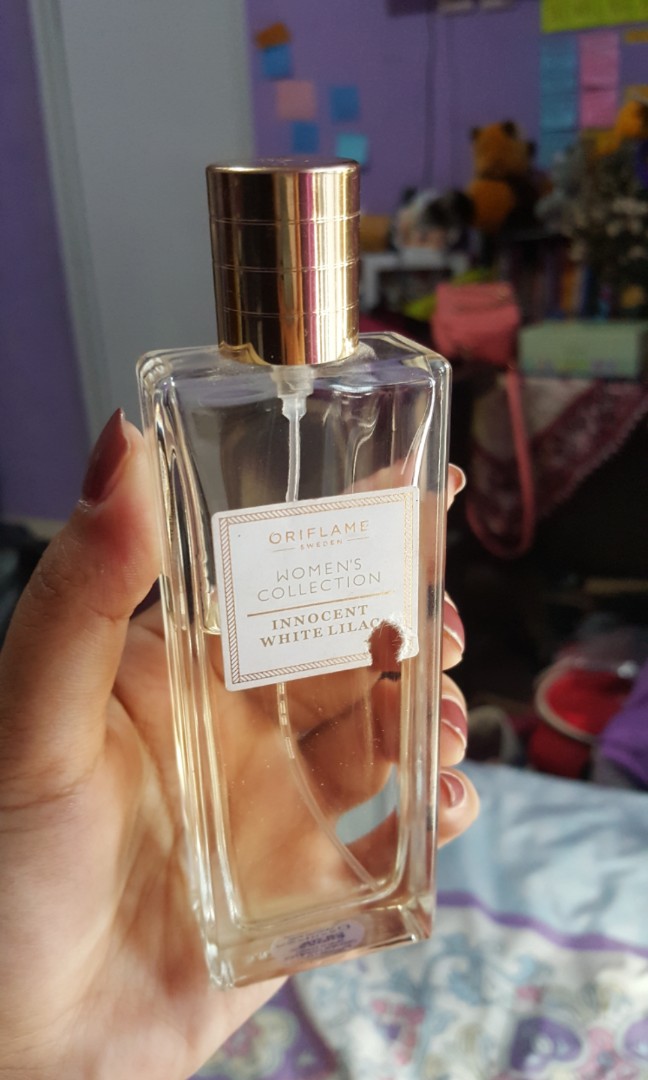 ORIFLAME
SWEDEN
WOMEN'S
COLLECTION
INNOCENT
WHITE LILAC